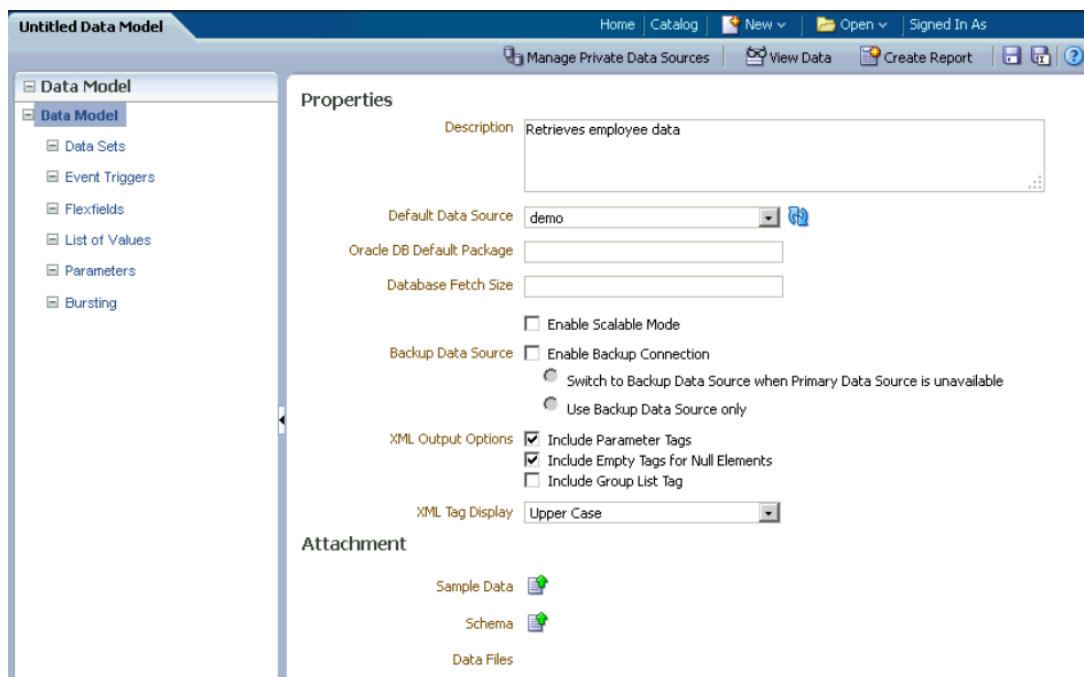 Untitled Data Model
Home Catalog New Open Signed In As
Manage Private Data Sources View Data Create Report
Data Model
Data Model
Data Sets
Event Triggers
Flexfields
List of Values
Parameters
Bursting
Properties
Description Retrieves employee data
Default Data Source demo
Oracle DB Default Package
Database Fetch Size
Enable Scalable Mode
Backup Data Source Enable Backup Connection
Switch to Backup Data Source when Primary Data Source is unavailable
Use Backup Data Source only
XML Output Options Include Parameter Tags
Include Empty Tags for Null Elements
Include Group List Tag
XML Tag Display Upper Case
Attachment
Sample Data
Schema
Data Files